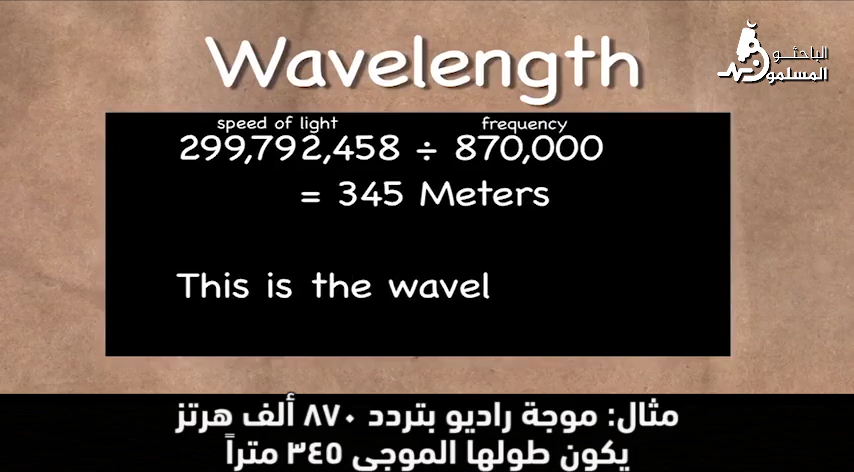 Wavelength
الباحثـون
المسلمون
speed of light frequency
299,792,458 ÷ 870,000
= 345 Meters
This is the wavel
مثال: موجة راديو بتردد ٨٧٠ ألف هرتز
يكون طولها الموجي ٣٤٥ متراً